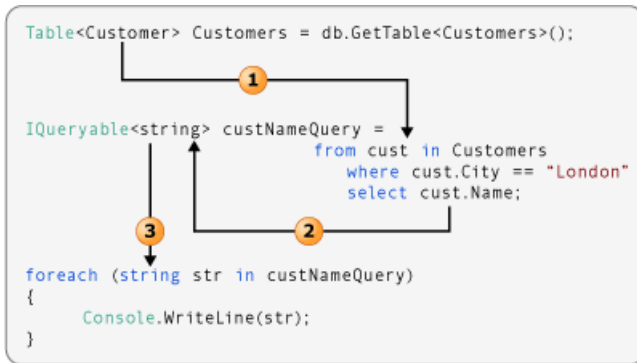 Table<Customer> Customers = db.GetTable<Customers>();
1
IQueryable<string> custNameQuery =
from cust in Customers
where cust.City == "London"
select cust.Name;
3
2
foreach (string str in custNameQuery)
{
Console.WriteLine(str);
}